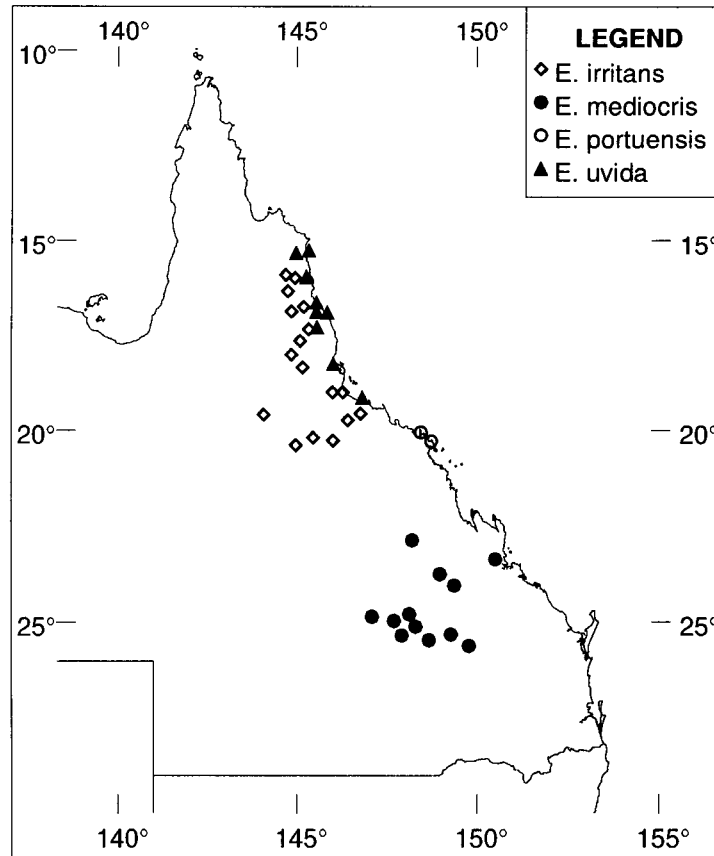 140° 145° 150°
LEGEND
E. irritans
E. mediocris
E. portuensis
E. uvida
10°
15° 15°
20° 20°
25° 25°
140° 145° 150° 155°